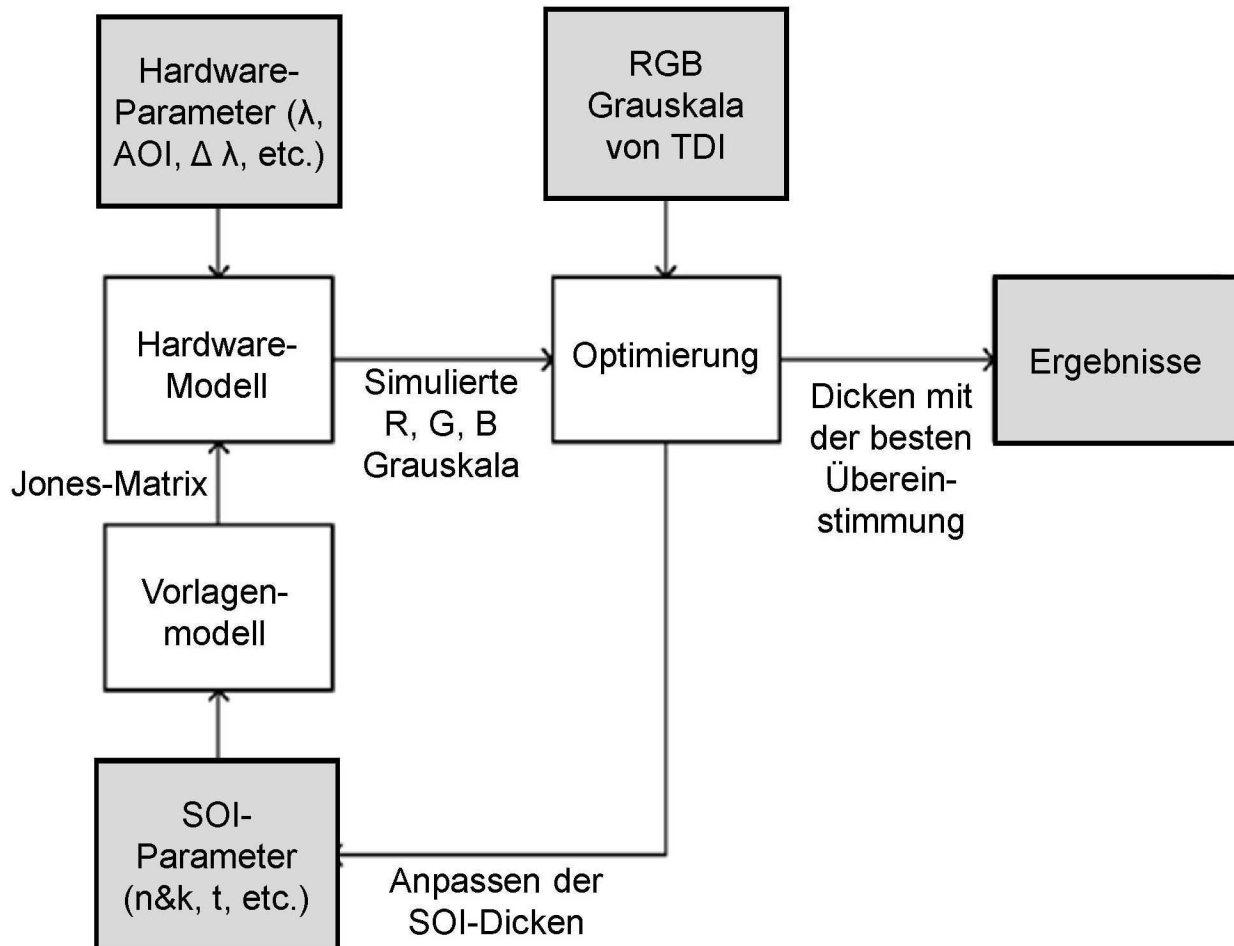 Hardware-
Parameter (λ,
AOI, Δ λ, etc.)
RGB
Grauskala
von TDI
Hardware-
Modell
Simulierte
R, G, B
Grauskala
Optimierung
Dicken mit
der besten
Überein-
stimmung
Ergebnisse
Jones-Matrix
Vorlagen-
modell
SOI-
Parameter
(n&k, t, etc.)
Anpassen der
SOI-Dicken